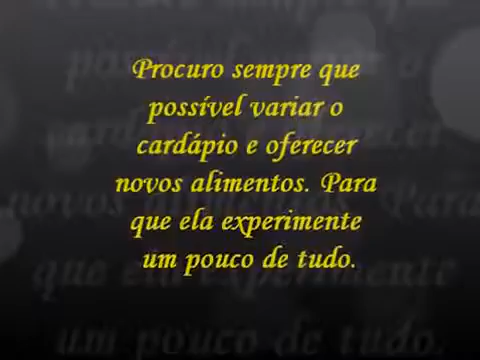 Procuro sempre que
possível variar o
cardápio e oferecer
novos alimentos. Para
que ela experimente
um pouco de tudo.